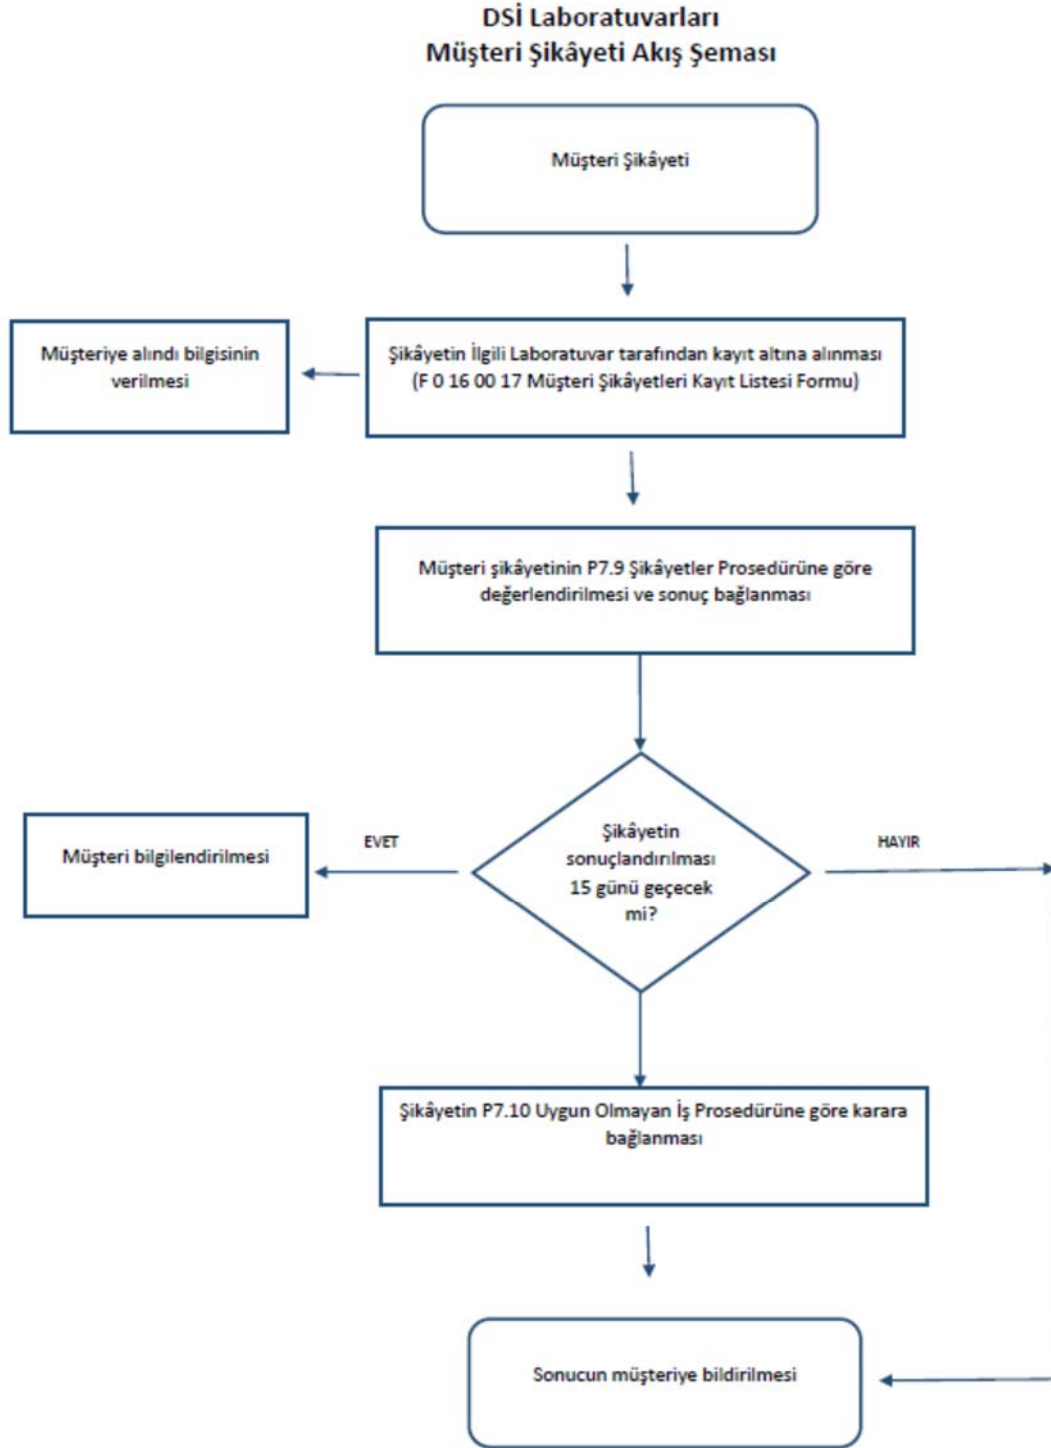 DSİ Laboratuvarları
Müşteri Şikâyeti Akış Şeması
Müşteri Şikâyeti
Müşteriye alındı bilgisinin
verilmesi
Şikâyetin İlgili Laboratuvar tarafından kayıt altına alınması
(F 0 16 00 17 Müşteri Şikâyetleri Kayıt Listesi Formu)
Müşteri şikâyetinin P7.9 Şikâyetler Prosedürüne göre
değerlendirilmesi ve sonuç bağlanması
Müşteri bilgilendirilmesi
EVET
Şikâyetin
sonuçlandırılması
15 günü geçecek
mi?
HAYIR
Şikâyetin P7.10 Uygun Olmayan İş Prosedürüne göre karara
bağlanması
Sonucun müşteriye bildirilmesi